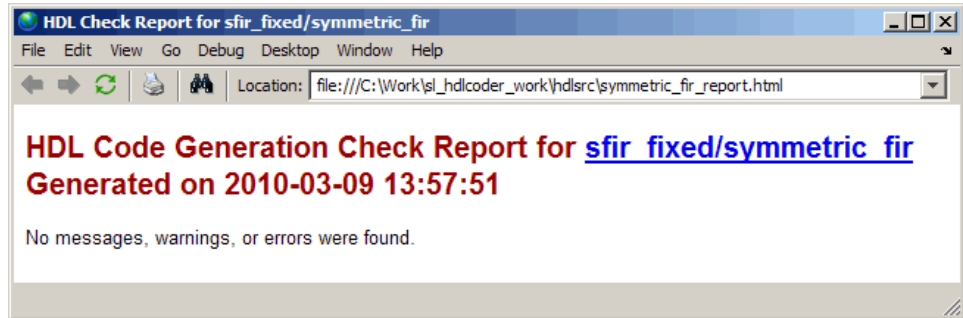 HDL Check Report for sfir_fixed/symmetric_fir
File Edit View Go Debug Desktop Window Help
Location: file:///C:\Work\sl_hdlcoder_work\hdlsrc\symmetric_fir_report.html
HDL Code Generation Check Report for sfir_fixed/symmetric_fir
Generated on 2010-03-09 13:57:51
No messages, warnings, or errors were found.